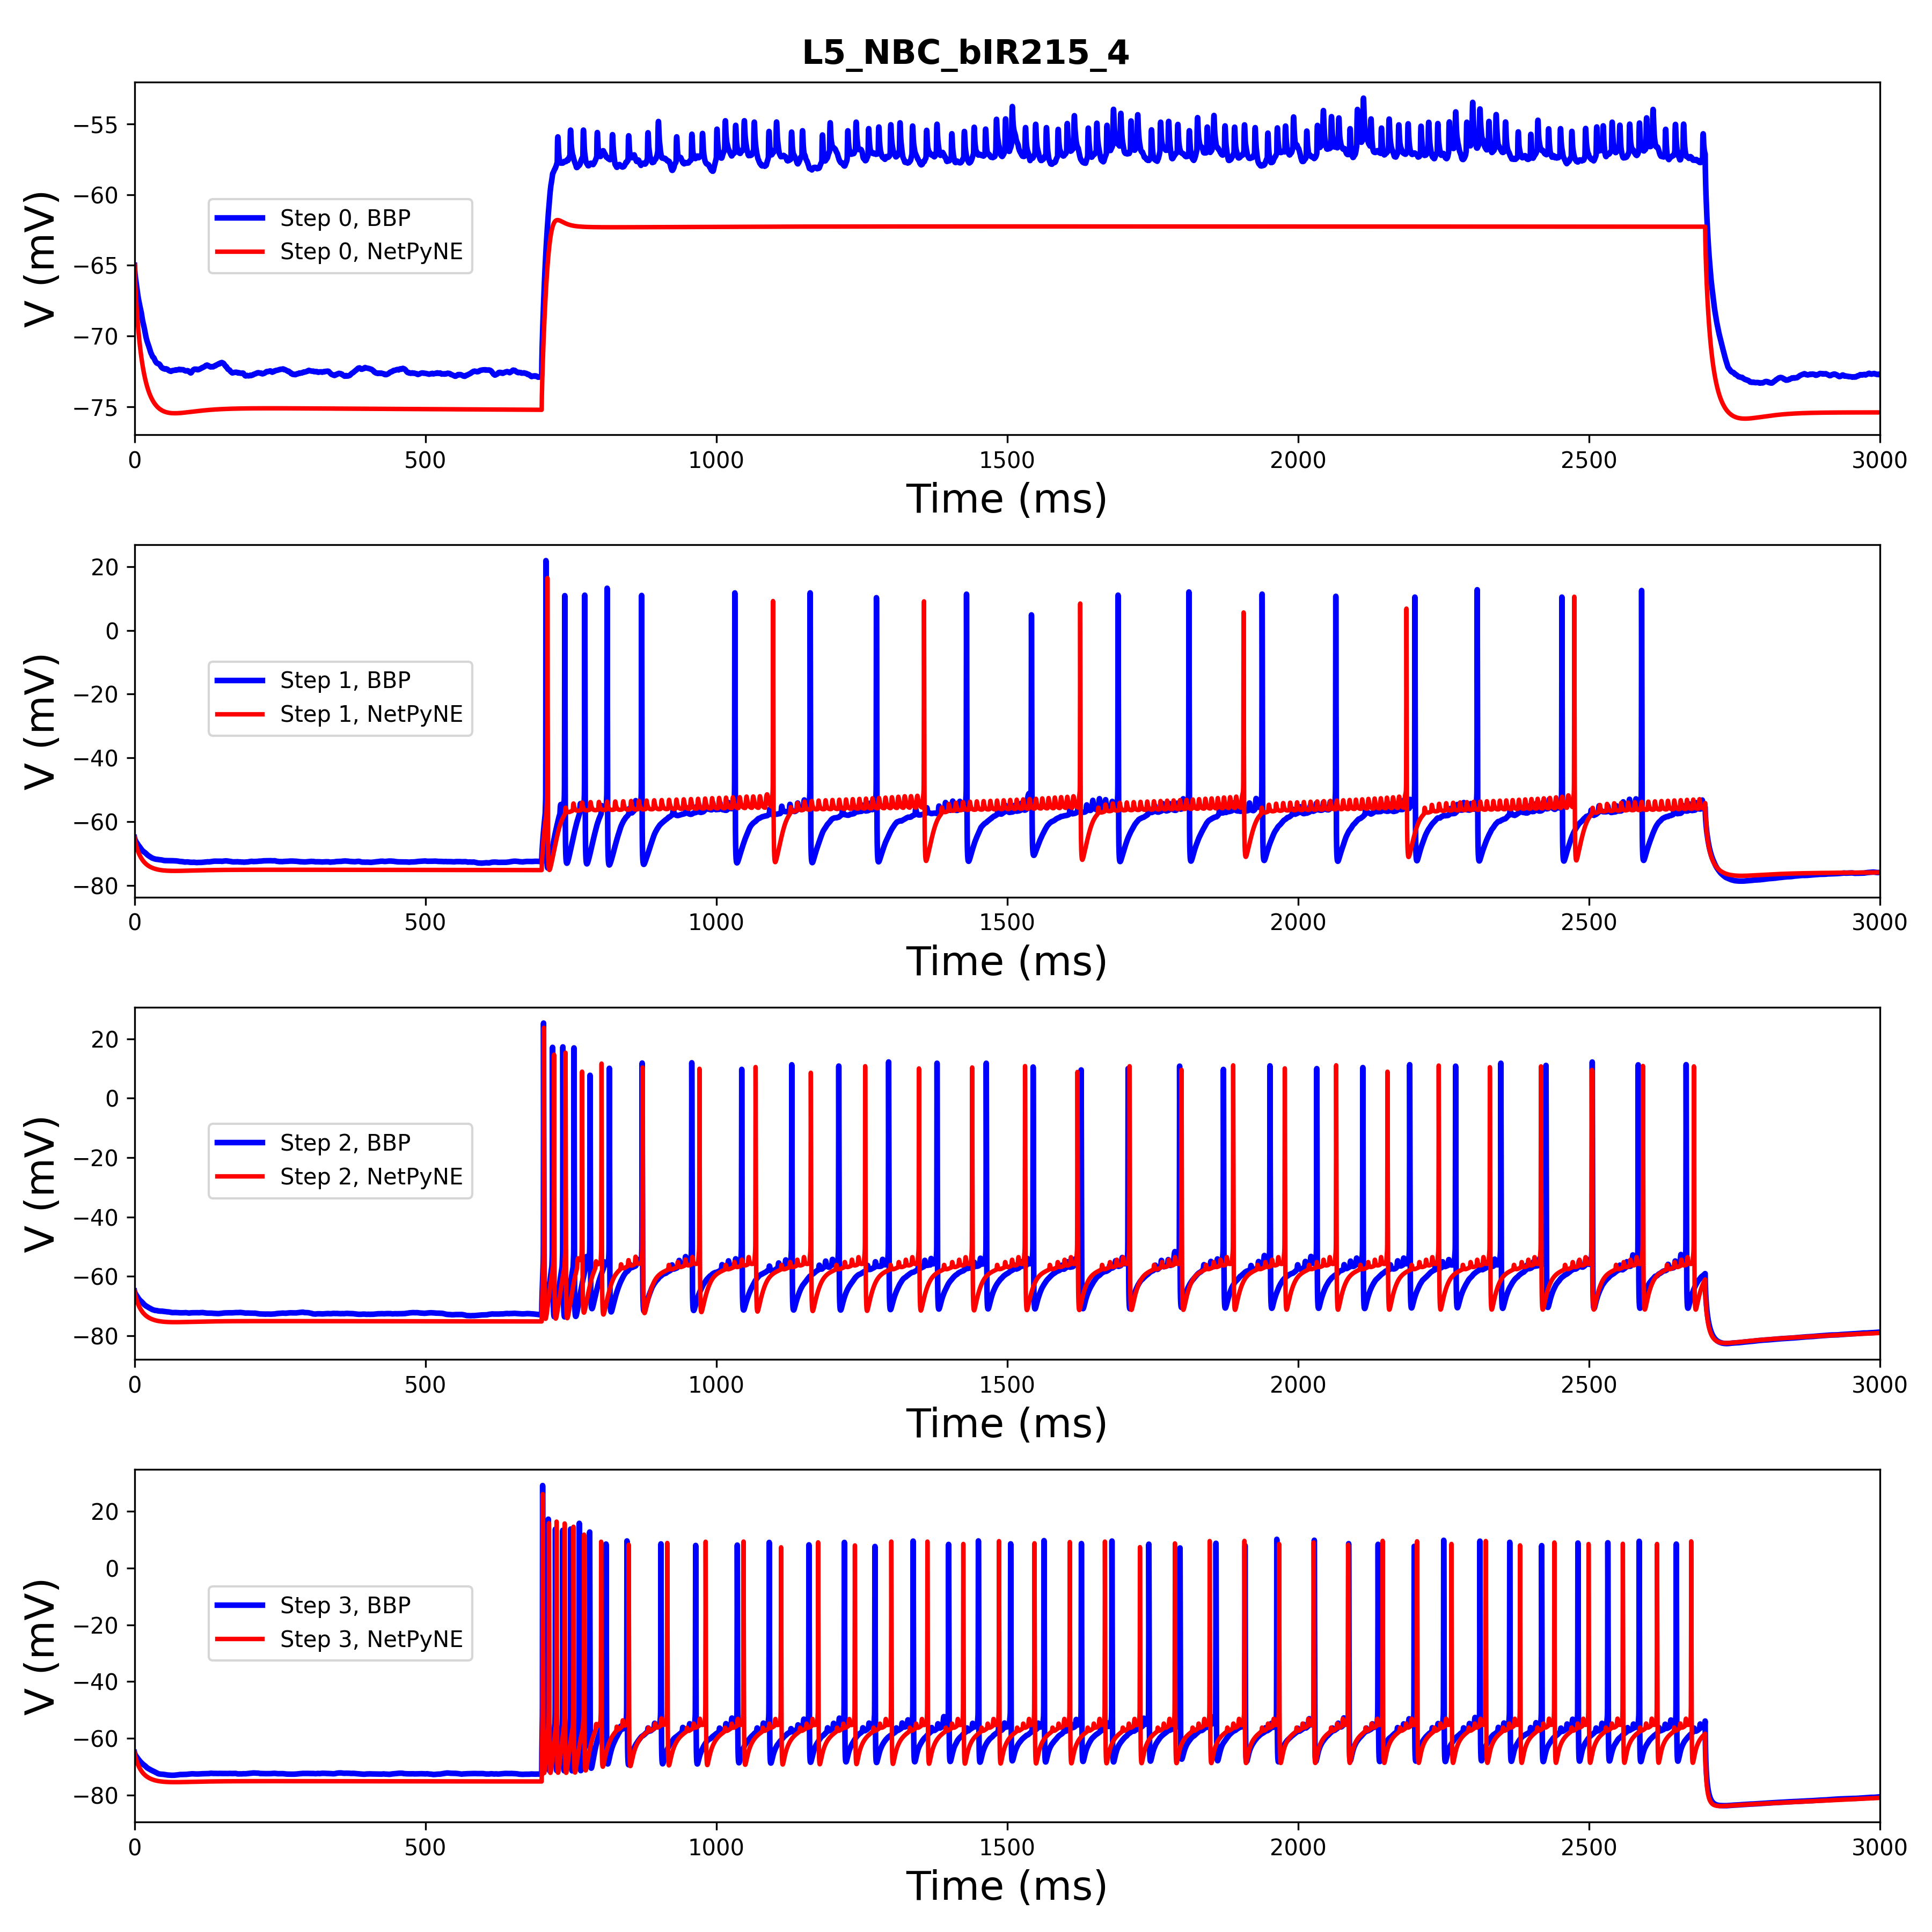 L5_NBC_bIR215_4
−55
−60
−65
−70
−75
V (mV)
Step 0, BBP
Step 0, NetPyNE
0 500 1000 1500 2000 2500 3000
Time (ms)
20
0
−20
−40
−60
−80
V (mV)
Step 1, BBP
Step 1, NetPyNE
0 500 1000 1500 2000 2500 3000
Time (ms)
20
0
−20
−40
−60
−80
V (mV)
Step 2, BBP
Step 2, NetPyNE
0 500 1000 1500 2000 2500 3000
Time (ms)
20
0
−20
−40
−60
−80
V (mV)
Step 3, BBP
Step 3, NetPyNE
0 500 1000 1500 2000 2500 3000
Time (ms)